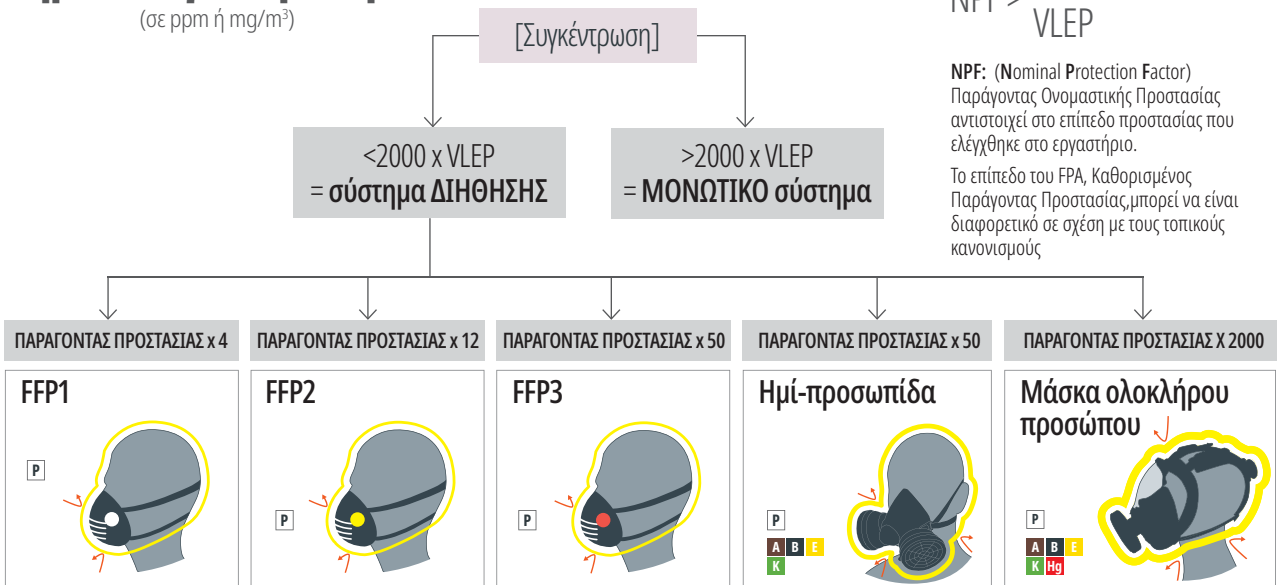 (σε ppm ή mg/m³)
[Συγκέντρωση]
NPF >
VLEP
NPF: (Nominal Protection Factor)
Παράγοντας Ονομαστικής Προστασίας
αντιστοιχεί στο επίπεδο προστασίας που
ελέγχθηκε στο εργαστήριο.
Το επίπεδο του FPA, Καθορισμένος
Παράγοντας Προστασίας,μπορεί να είναι
διαφορετικό σε σχέση με τους τοπικούς
κανονισμούς
<2000 x VLEP
= σύστημα ΔΙΗΘΗΣΗΣ
>2000 x VLEP
= ΜΟΝΩΤΙΚΟ σύστημα
ΠΑΡΑΓΟΝΤΑΣ ΠΡΟΣΤΑΣΙΑΣ x 4
ΠΑΡΑΓΟΝΤΑΣ ΠΡΟΣΤΑΣΙΑΣ x 12
ΠΑΡΑΓΟΝΤΑΣ ΠΡΟΣΤΑΣΙΑΣ x 50
ΠΑΡΑΓΟΝΤΑΣ ΠΡΟΣΤΑΣΙΑΣ x 50
ΠΑΡΑΓΟΝΤΑΣ ΠΡΟΣΤΑΣΙΑΣ X 2000
FFP1
P
FFP2
P
FFP3
P
Ημί-προσωπίδα
P
A B E
K
Μάσκα ολοκλήρου
προσώπου
P
A B E
K Hg